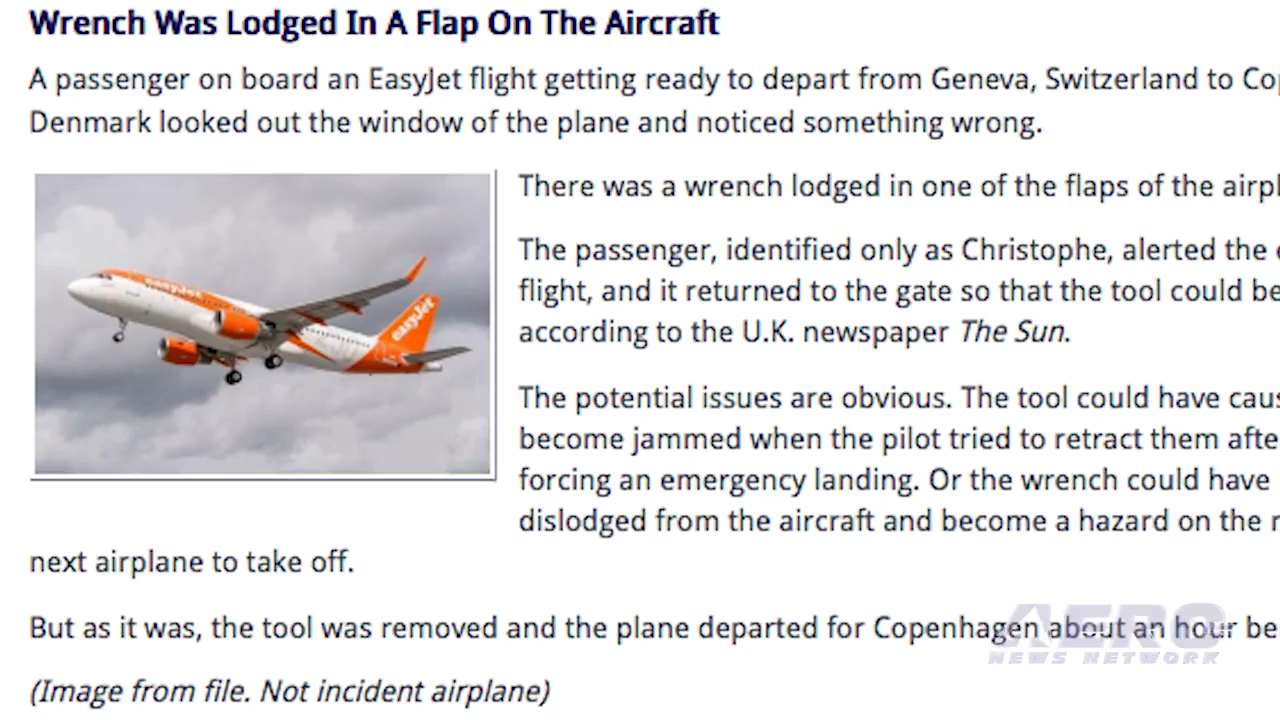 Wrench Was Lodged In A Flap On The Aircraft
A passenger on board an EasyJet flight getting ready to depart from Geneva, Switzerland to
Denmark looked out the window of the plane and noticed something wrong.
There was a wrench lodged in one of the flaps of the
The passenger, identified only as Christophe, alerted the
flight, and it returned to the gate so that the tool could be
according to the U.K. newspaper The Sun.
The potential issues are obvious. The tool could have
become jammed when the pilot tried to retract them
forcing an emergency landing. Or the wrench could have
dislodged from the aircraft and become a hazard on the
next airplane to take off.
easyJet
easyJet
But as it was, the tool was removed and the plane departed for Copenhagen about an hour
AERO
NEWS NETWORK
(Image from file. Not incident airplane)